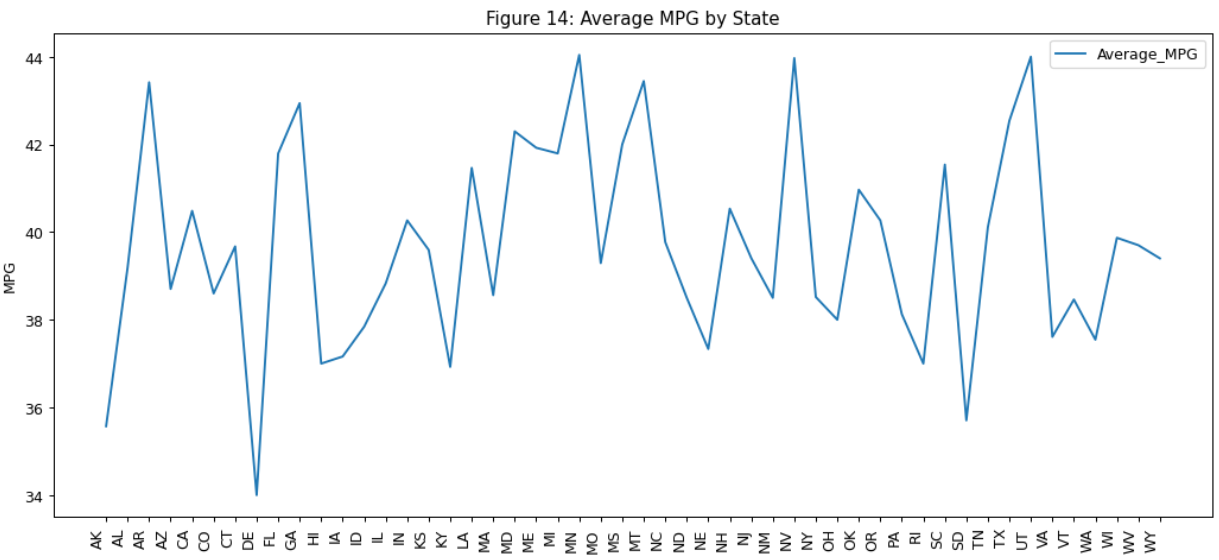 Figure 14: Average MPG by State
Average_MPG
MPG
44
42
40
38
36
34
AK
AL
AR
AZ
CA
CO
CT
DE
FL
GA
HI
IA
ID
IL
IN
KS
KY
LA
MA
MD
ME
MI
MN
MO
MS
MT
NC
ND
NE
NH
NJ
NM
NV
NY
OH
OK
OR
PA
RI
SC
SD
TN
TX
UT
VA
VT
WA
WI
WV
WY